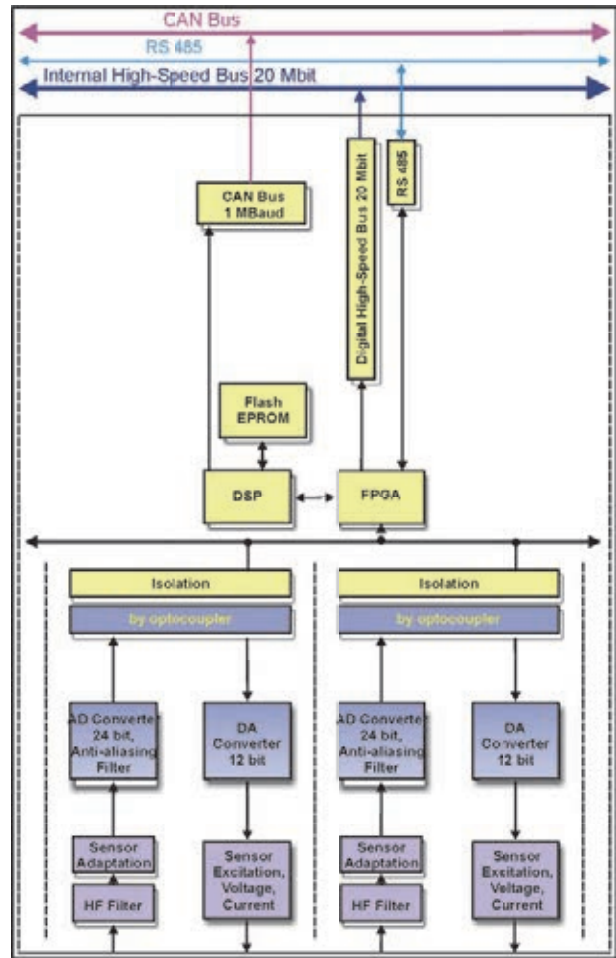 CAN Bus
RS 485
Internal High-Speed Bus 20 Mbit
CAN Bus
1 MBaud
Digital High-Speed Bus 20 Mbit
RS 485
Flash
EPROM
DSP
FPGA
Isolation
by optocoupler
Isolation
by optocoupler
AD Converter
24 bit,
Anti-aliasing
Filter
DA
Converter
12 bit
AD Converter
24 bit,
Anti-aliasing
Filter
DA
Converter
12 bit
Sensor
Adaptation
HF Filter
Sensor
Excitation,
Voltage,
Current
Sensor
Adaptation
HF Filter
Sensor
Excitation,
Voltage,
Current